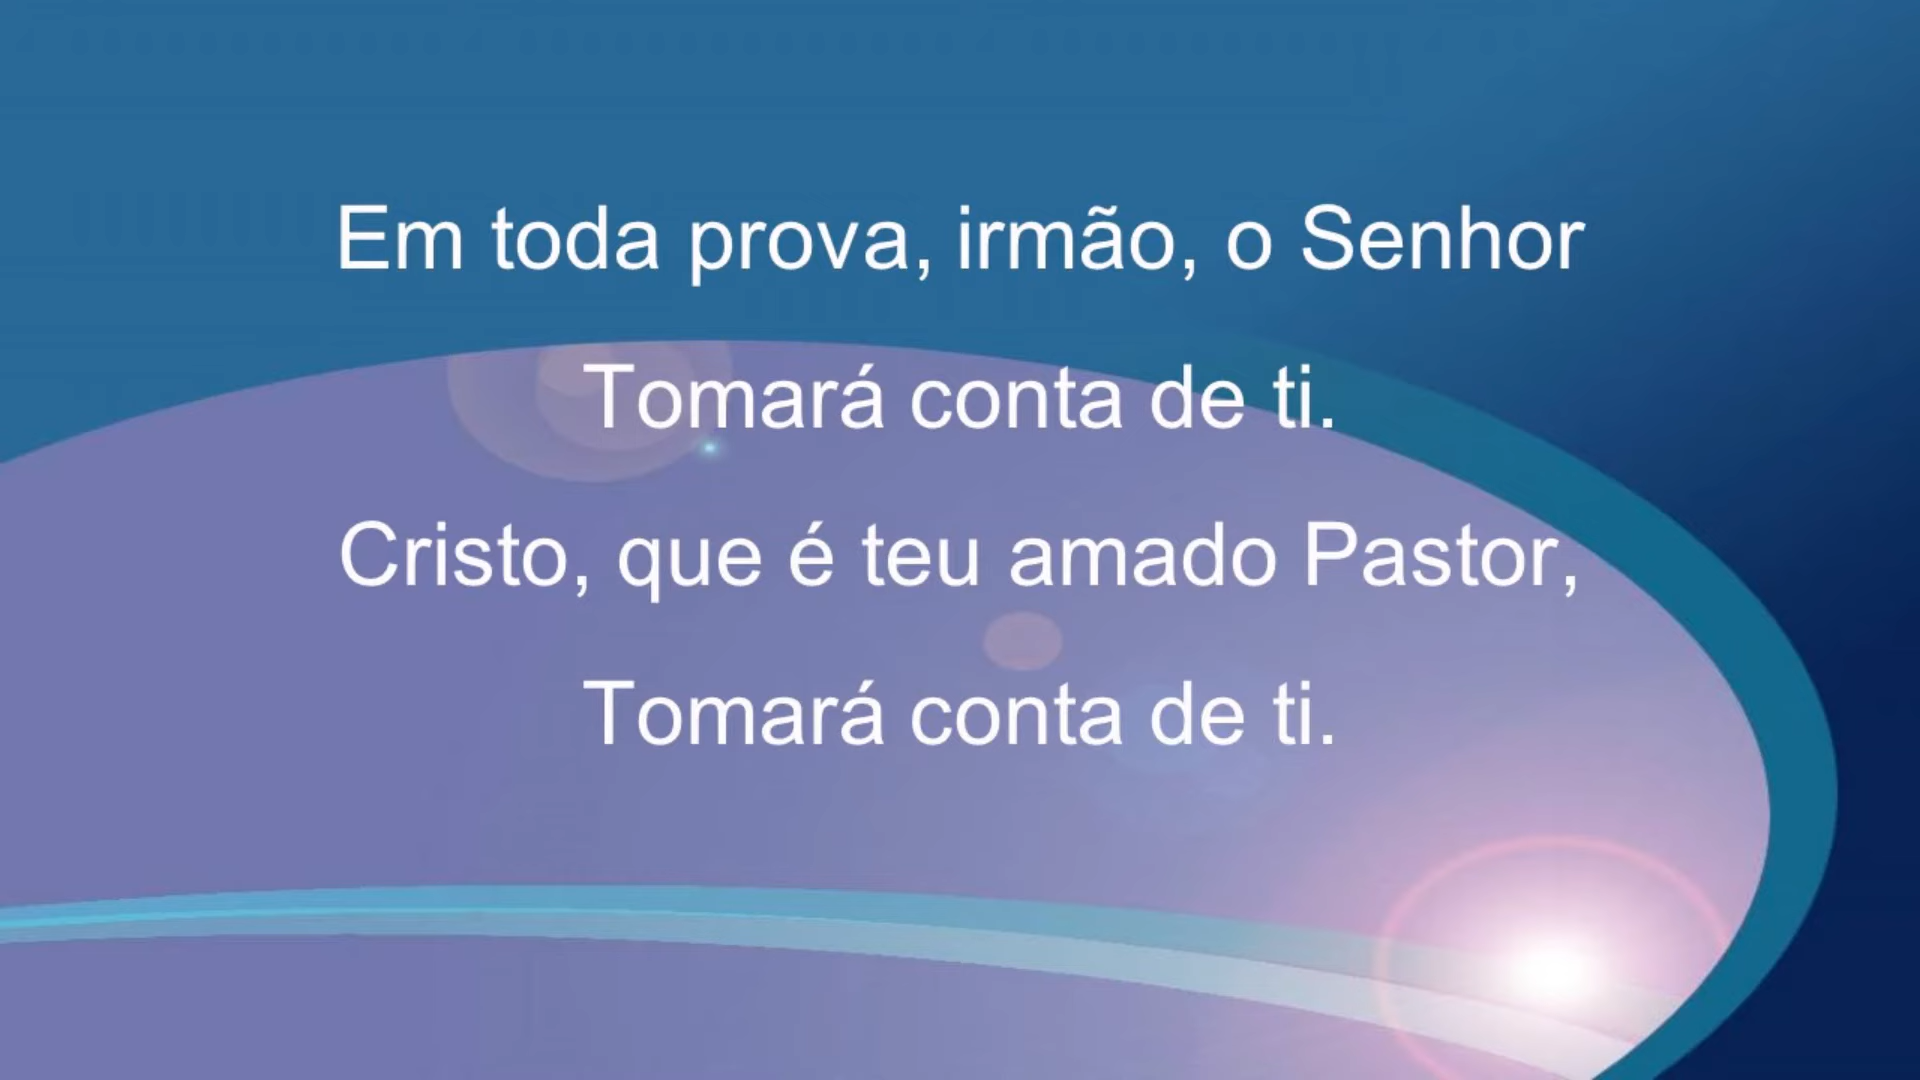 Em toda prova, irmão, o Senhor
Tomará conta de ti.
Cristo, que é teu amado Pastor,
Tomará conta de ti.